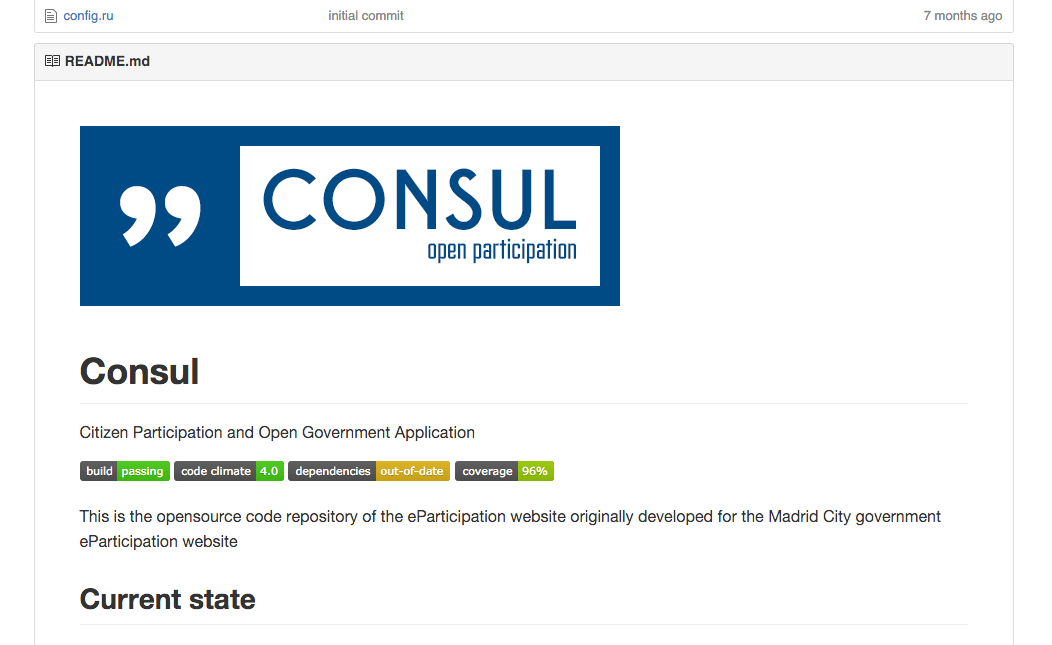 config.ru initial commit 7 months ago
README.md
” CONSUL
open participation
Consul
Citizen Participation and Open Government Application
build passing code climate 4.0 dependencies out-of-date coverage 96%
This is the opensource code repository of the eParticipation website originally developed for the Madrid City government
eParticipation website
Current state